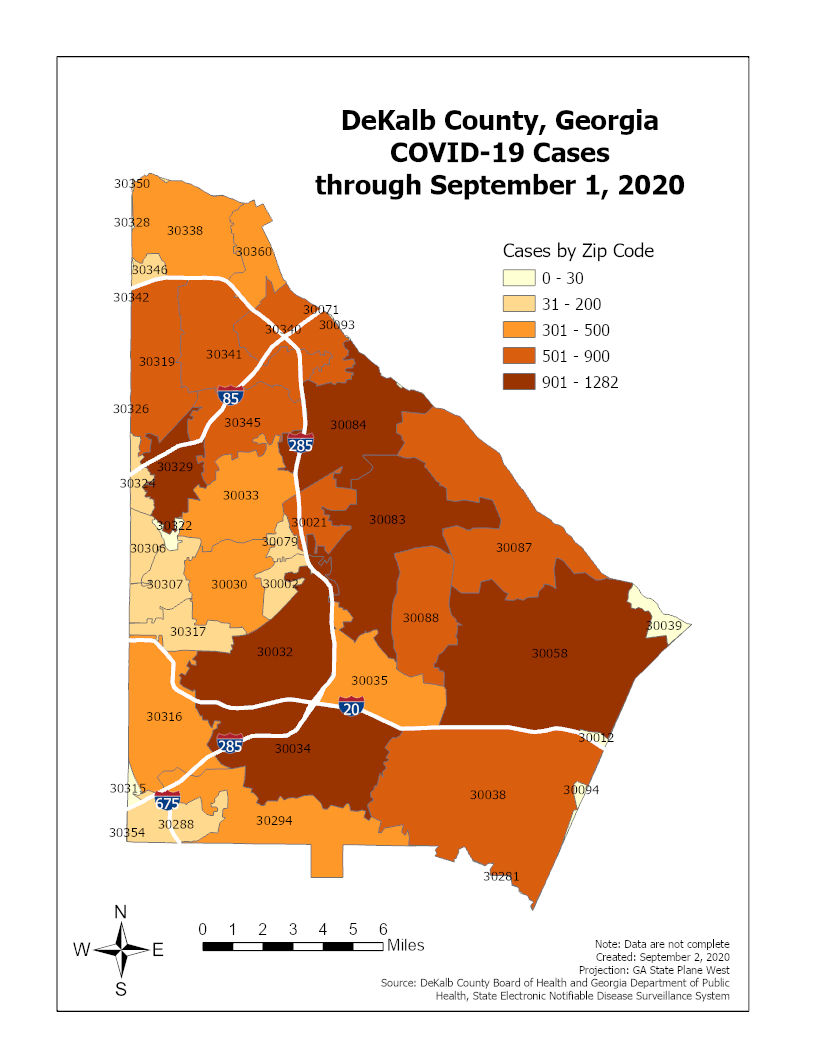 DeKalb County, Georgia
COVID-19 Cases
through September 1, 2020
30350
30328
30338
30360
Cases by Zip Code
0 - 30
31 - 200
301 - 500
501 - 900
901 - 1282
30346
30342
30071
30093
30340
30341
30319
85
30326
30345
30084
285
30329
30324
30033
30021
30083
30322
30079
30306
30087
30307
30030
30002
30088
30317
30039
30032
30058
30035
20
30316
285
30034
30012
30315
675
30038
30094
30354
30288
30294
30281
N
W
E
S
0 1 2 3 4 5 6
Miles
Note: Data are not complete
Created: September 2, 2020
Projection: GA State Plane West
Source: DeKalb County Board of Health and Georgia Department of Public
Health, State Electronic Notifiable Disease Surveillance System